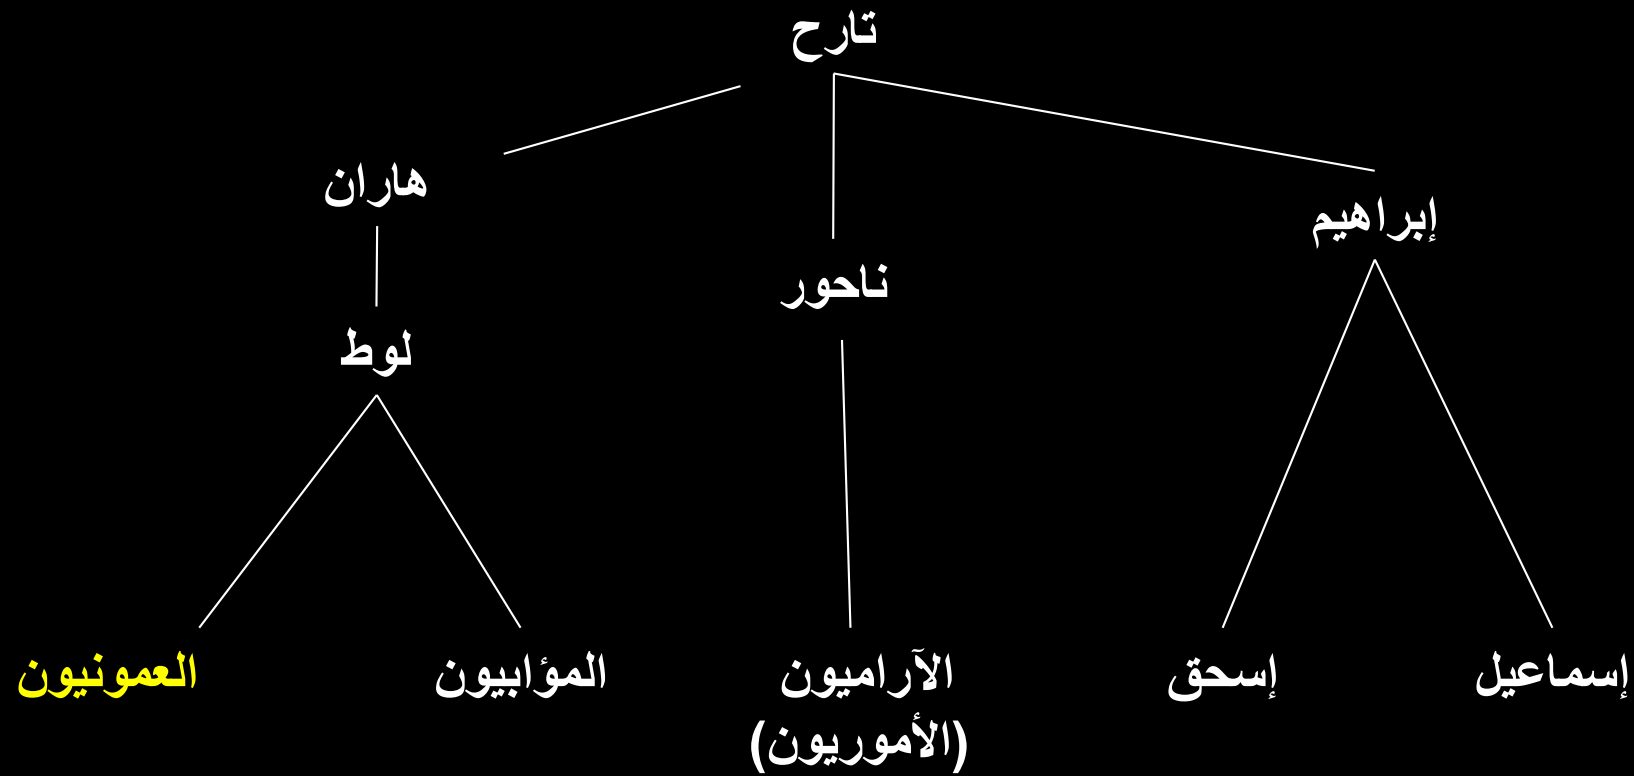 تارح
هاران
إبراهيم
ناحور
لوط
إسماعيل
إسحق
الآراميون
(الأموريون)
المؤابيون
العمونيون